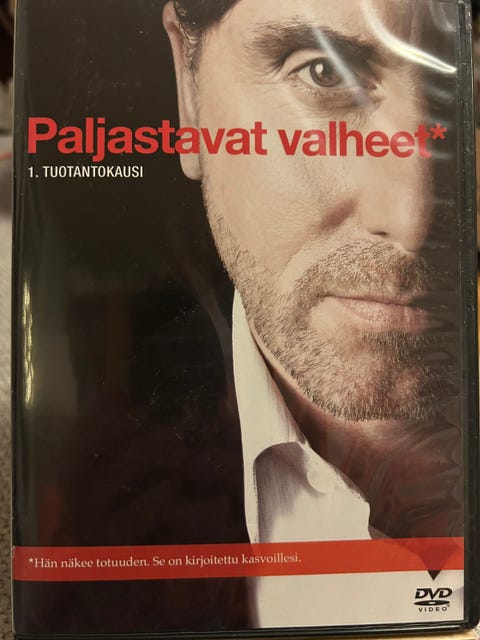 Paljastavat valheet*
1. TUOTANTOKAUSI
*Hän näkee totuuden. Se on kirjoitettu kasvoillesi.
DVD
VIDEO